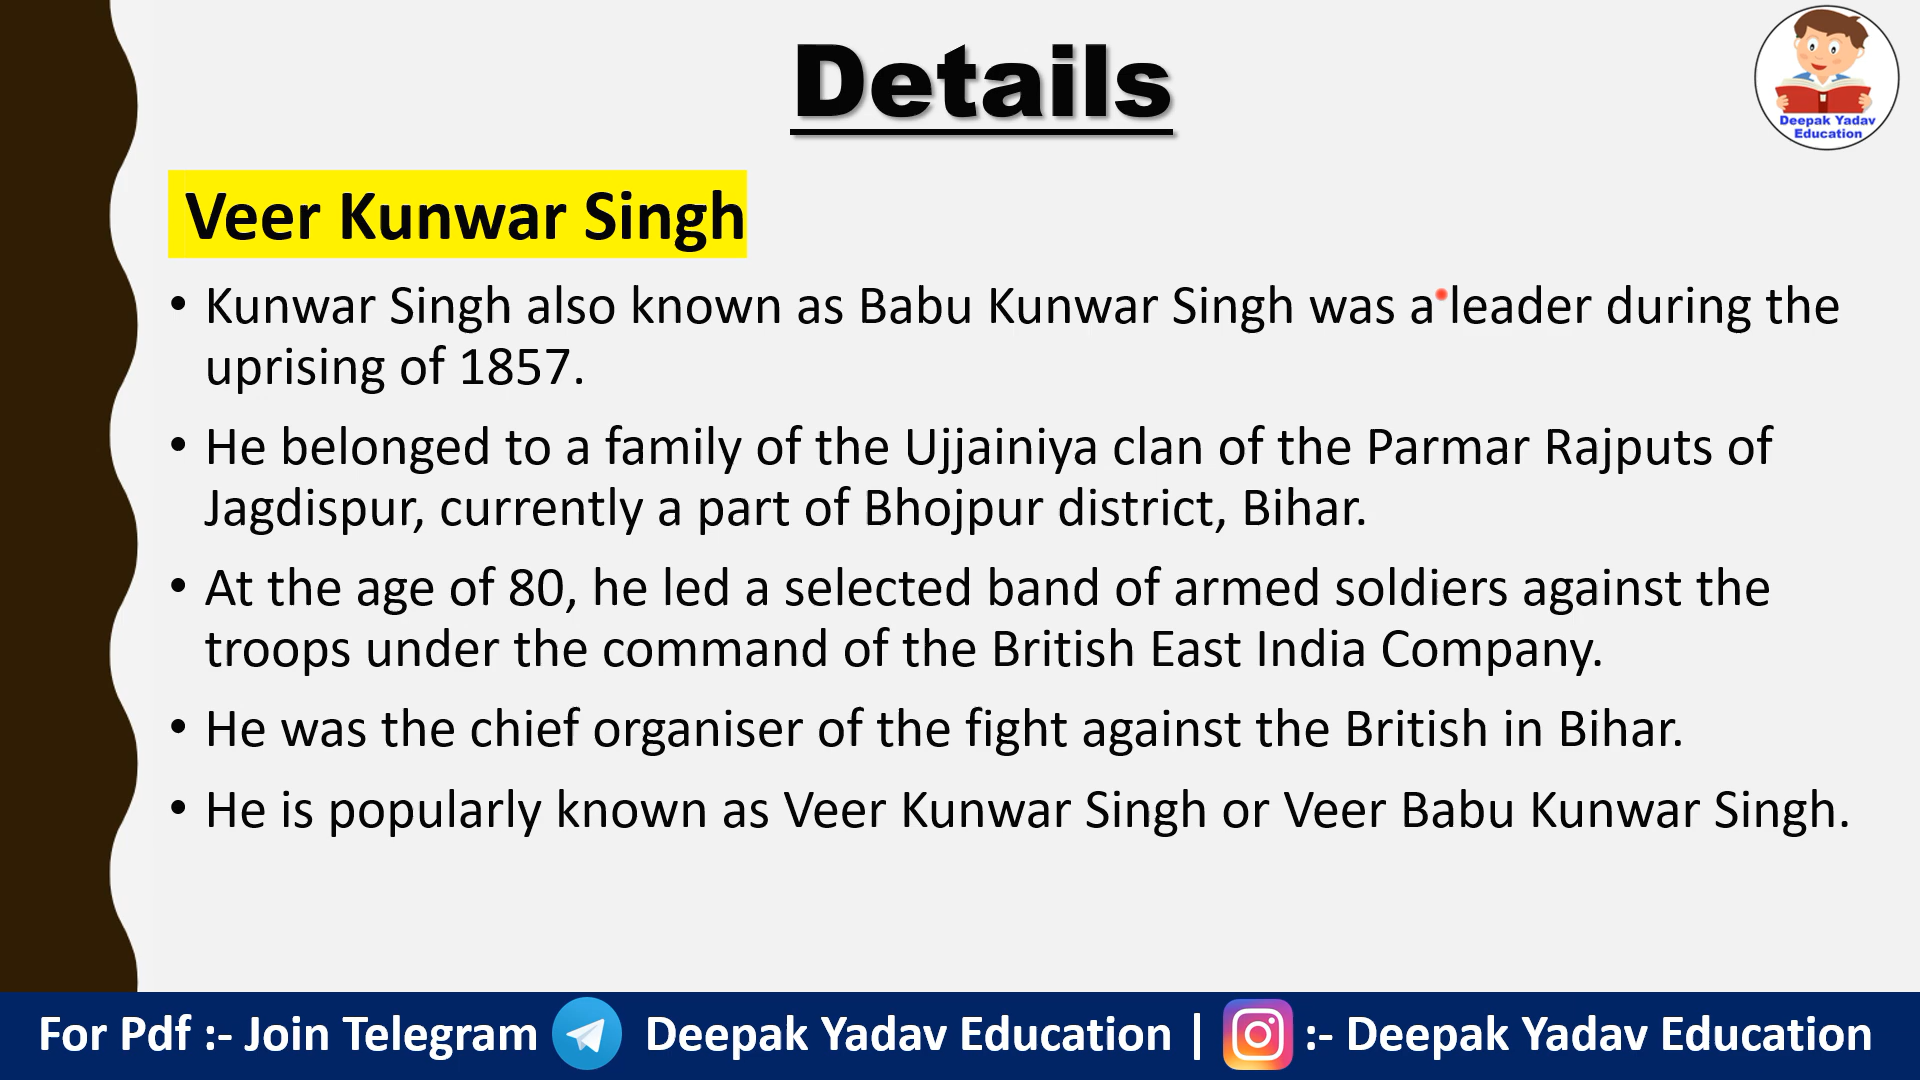 Details
Deepak Yadav
Education
Veer Kunwar Singh
• Kunwar Singh also known as Babu Kunwar Singh was a leader during the
uprising of 1857.
• He belonged to a family of the Ujjainiya clan of the Parmar Rajputs of
Jagdispur, currently a part of Bhojpur district, Bihar.
• At the age of 80, he led a selected band of armed soldiers against the
troops under the command of the British East India Company.
• He was the chief organiser of the fight against the British in Bihar.
• He is popularly known as Veer Kunwar Singh or Veer Babu Kunwar Singh.
For Pdf :- Join Telegram Deepak Yadav Education | :- Deepak Yadav Education